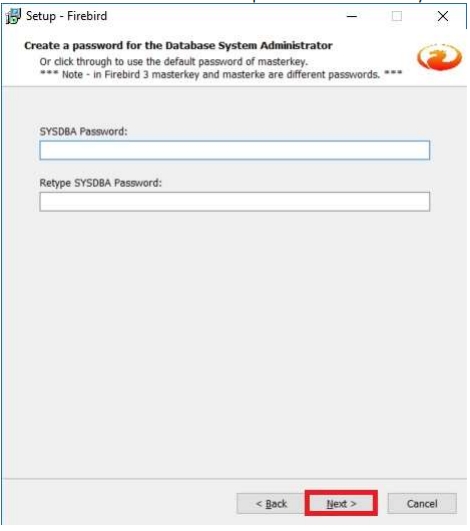 Setup - Firebird
Create a password for the Database System Administrator
Or click through to use the default password of masterkey.
*** Note - in Firebird 3 masterkey and masterke are different passwords. ***
SYSDBA Password:
Retype SYSDBA Password:
< Back
Next >
Cancel